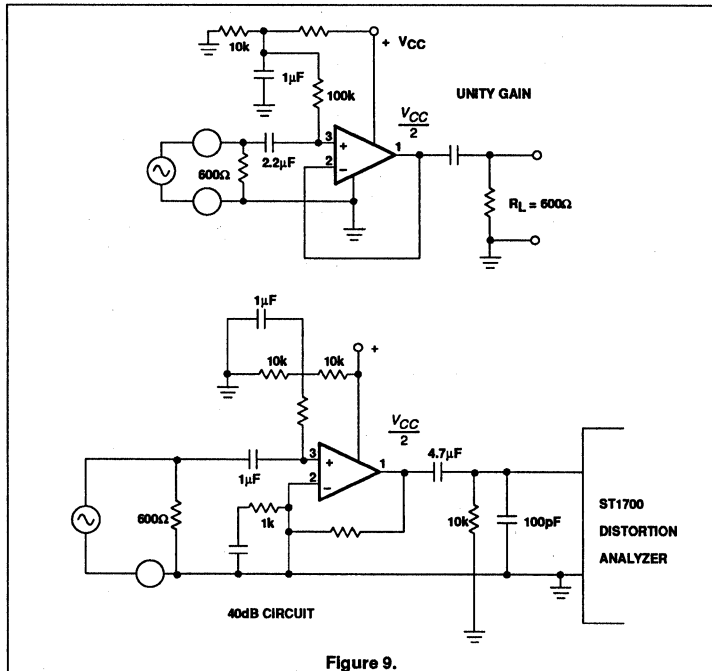 10k
+ VCC
1µF
UNITY GAIN
100k
VCC
2
3
+
1
2
–
2.2µF
600Ω
RL = 600Ω
1µF
10k
10k
+
VCC
2
3
+
1
2
–
4.7µF
1µF
600Ω
1k
10k
100pF
ST1700
DISTORTION
ANALYZER
40dB CIRCUIT
Figure 9.